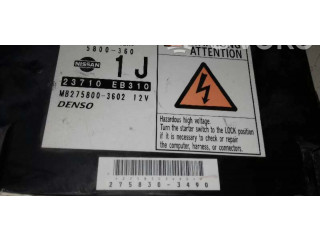 5800-360
NISSAN
1J
23710 EB310
MB275800-3602 12V
DENSO
ATTENTION
Hazardous high voltage.
Turn the starter switch to the LOCK position
if it is necessary to check or repair
the computer, harness, or connectors.
275830-3490